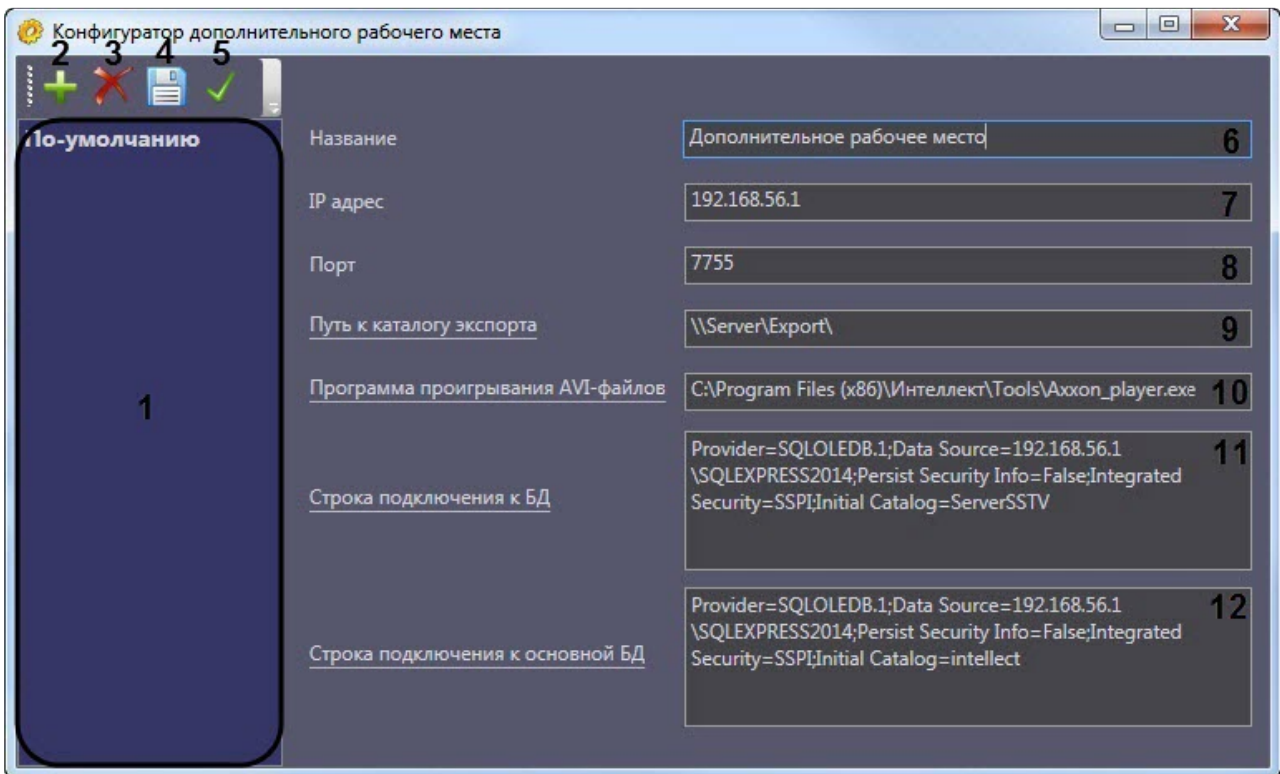 Конфигуратор дополнительного рабочего места
2 3 4 5
По-умолчанию
1
Название
Дополнительное рабочее место 6
IP адрес
192.168.56.1 7
Порт
7755 8
Путь к каталогу экспорта
\\Server\Export\ 9
Программа проигрывания AVI-файлов
C:\Program Files (x86)\Интеллект\Tools\Axxon_player.exe 10
Строка подключения к БД
Provider=SQLOLEDB.1;Data Source=192.168.56.1 11
\SQLEXPRESS2014;Persist Security Info=False;Integrated
Security=SSPI;Initial Catalog=ServerSSTV
Строка подключения к основной БД
Provider=SQLOLEDB.1;Data Source=192.168.56.1 12
\SQLEXPRESS2014;Persist Security Info=False;Integrated
Security=SSPI;Initial Catalog=intellect